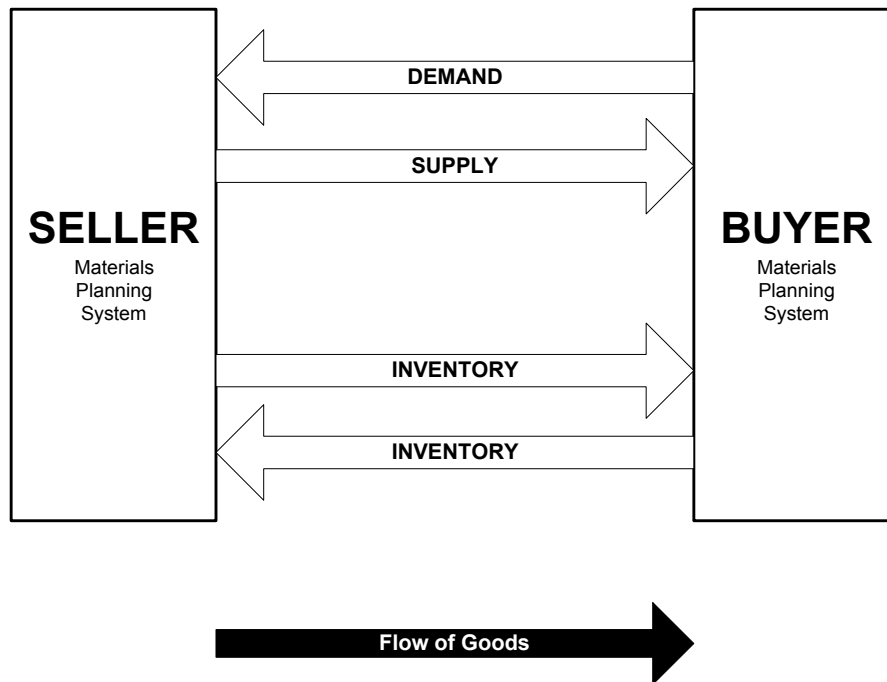 DEMAND
SUPPLY
SELLER
Materials
Planning
System
BUYER
Materials
Planning
System
INVENTORY
INVENTORY
Flow of Goods